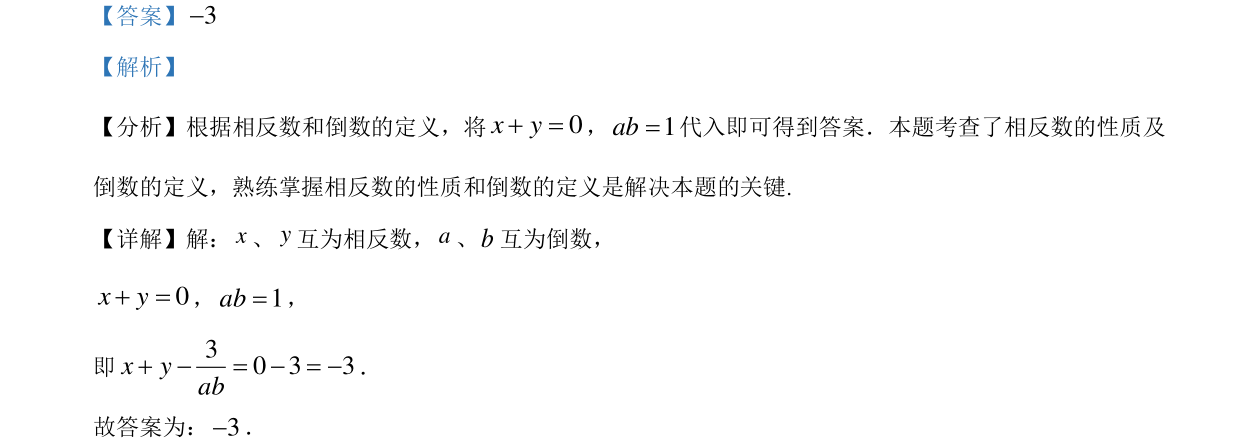 【答案】−3
【解析】
【分析】根据相反数和倒数的定义，将 x + y = 0，ab = 1 代入即可得到答案．本题考查了相反数的性质及
倒数的定义，熟练掌握相反数的性质和倒数的定义是解决本题的关键.
【详解】解：x、y 互为相反数，a、b 互为倒数，
x + y = 0，ab = 1，
即 x + y − 3/ab = 0 − 3 = −3．
故答案为：−3．